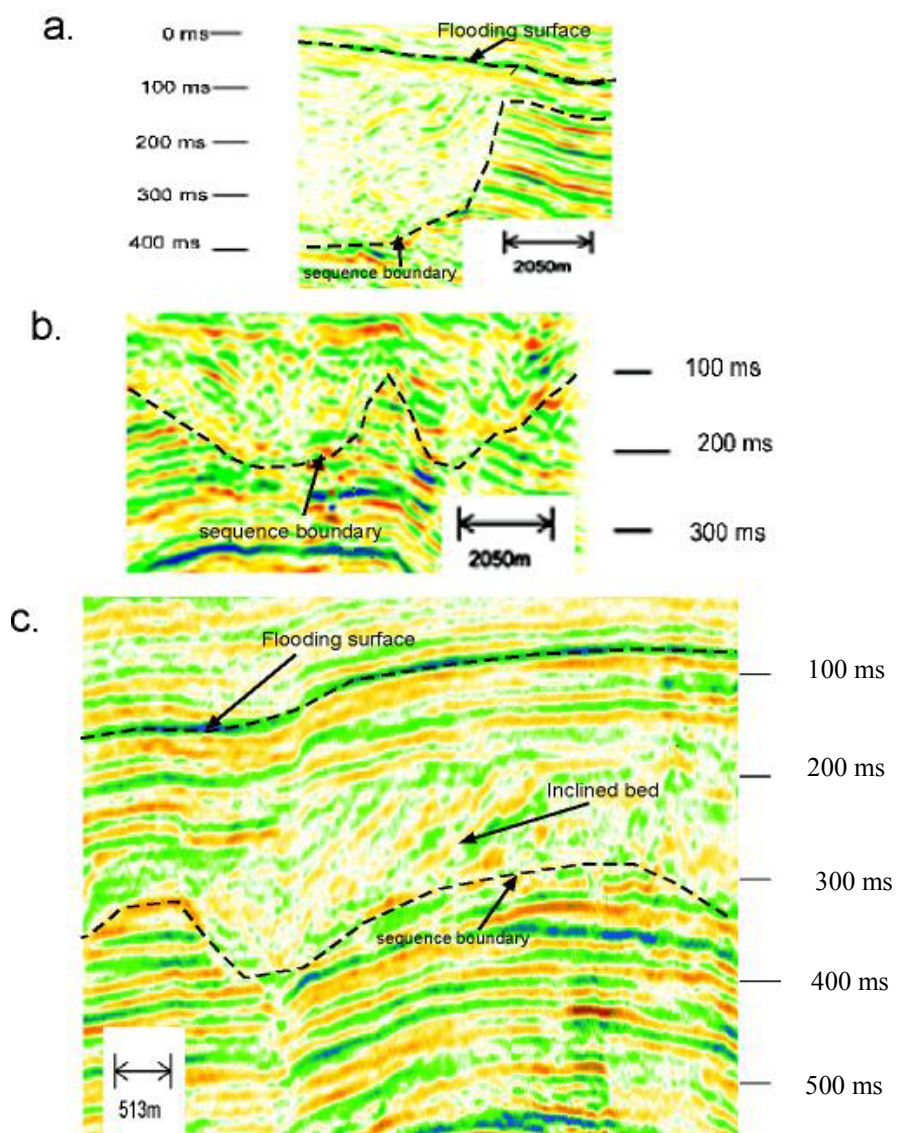 a.
0 ms
Flooding surface
100 ms
200 ms
300 ms
400 ms
sequence boundary
2050m
b.
100 ms
200 ms
sequence boundary
300 ms
2050m
c.
Flooding surface
100 ms
200 ms
Inclined bed
300 ms
sequence boundary
400 ms
500 ms
513m